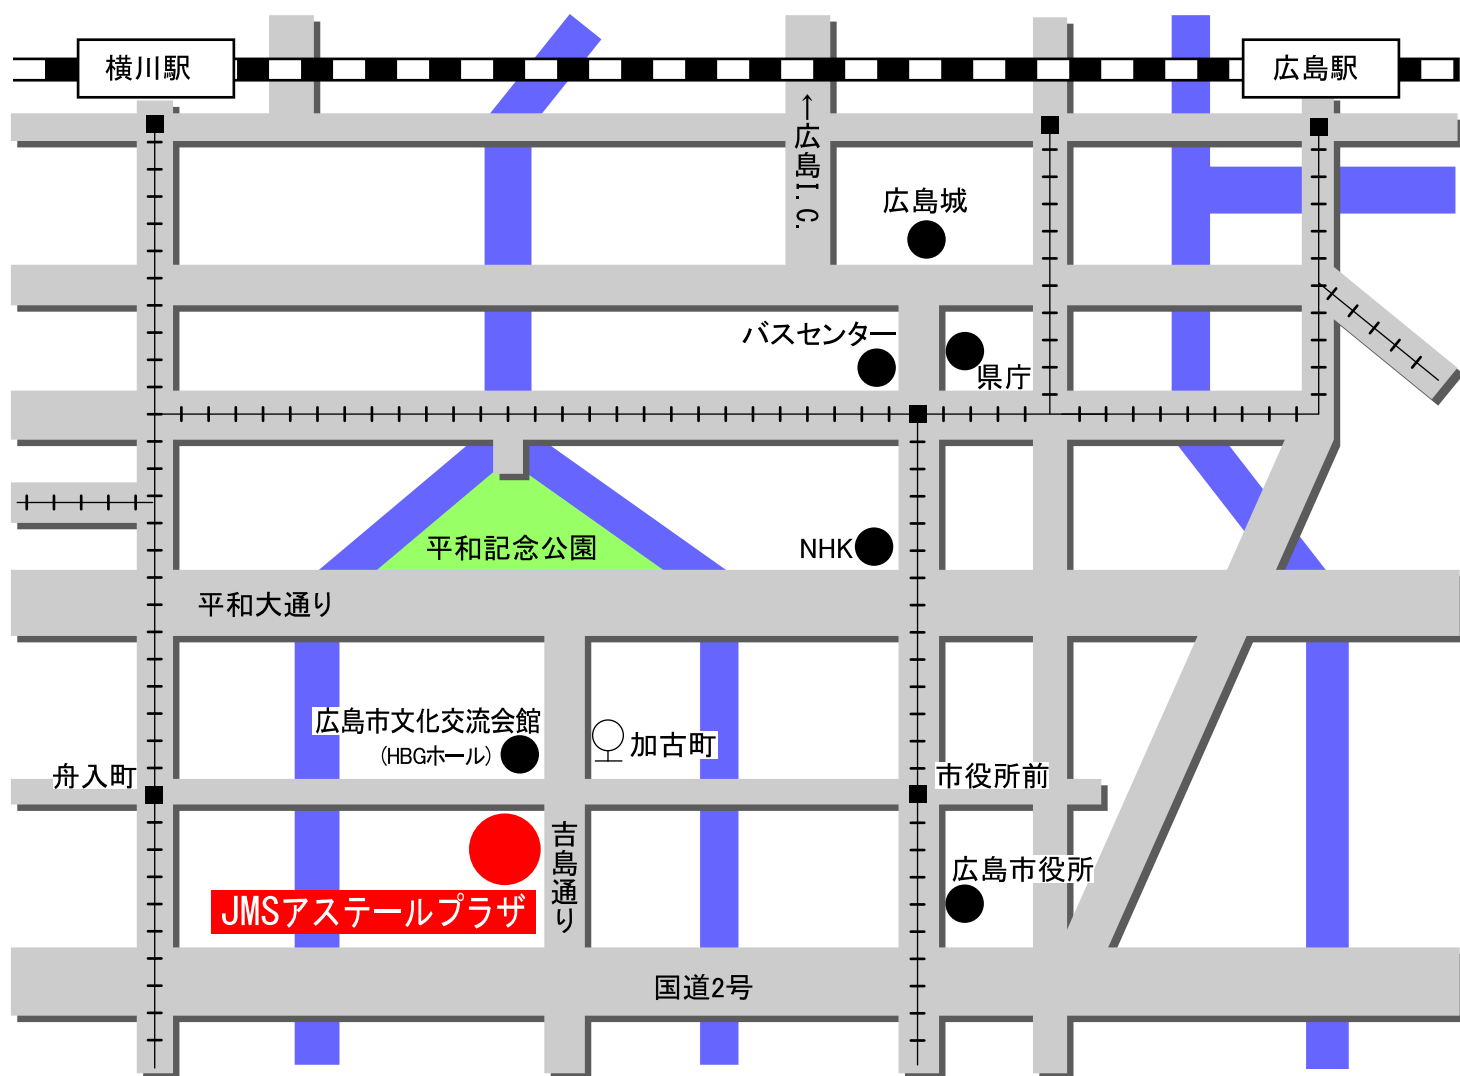 横川駅
広島駅
↑広島I.C.
広島城
バスセンター
県庁
平和記念公園
NHK
平和大通り
広島市文化交流会館
(HBGホール)
加古町
舟入町
市役所前
吉島通り
広島市役所
JMSアステールプラザ
国道2号